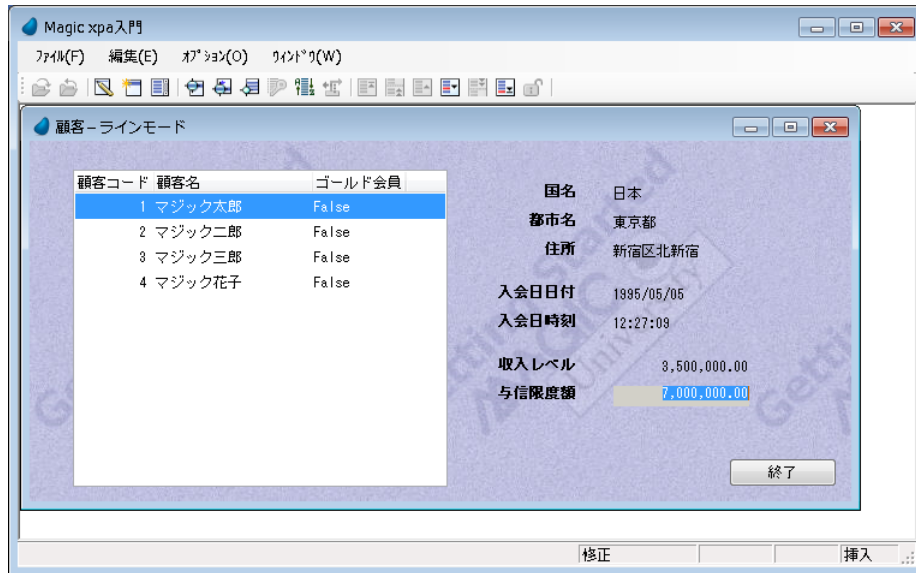 Magic xpa入門
ﾌｧｲﾙ(F) 編集(E) ｵﾌﾟｼｮﾝ(O) ｳｨﾝﾄﾞｳ(W)
顧客－ラインモード
顧客コード 顧客名 ゴールド会員
1 マジック太郎 False
2 マジック二郎 False
3 マジック三郎 False
4 マジック花子 False
国名 日本
都市名 東京都
住所 新宿区北新宿
入会日日付 1995/05/05
入会日時刻 12:27:09
収入レベル 3,500,000.00
与信限度額 7,000,000.00
Getting Started
MAGIC
University
Getti
終了
修正 挿入